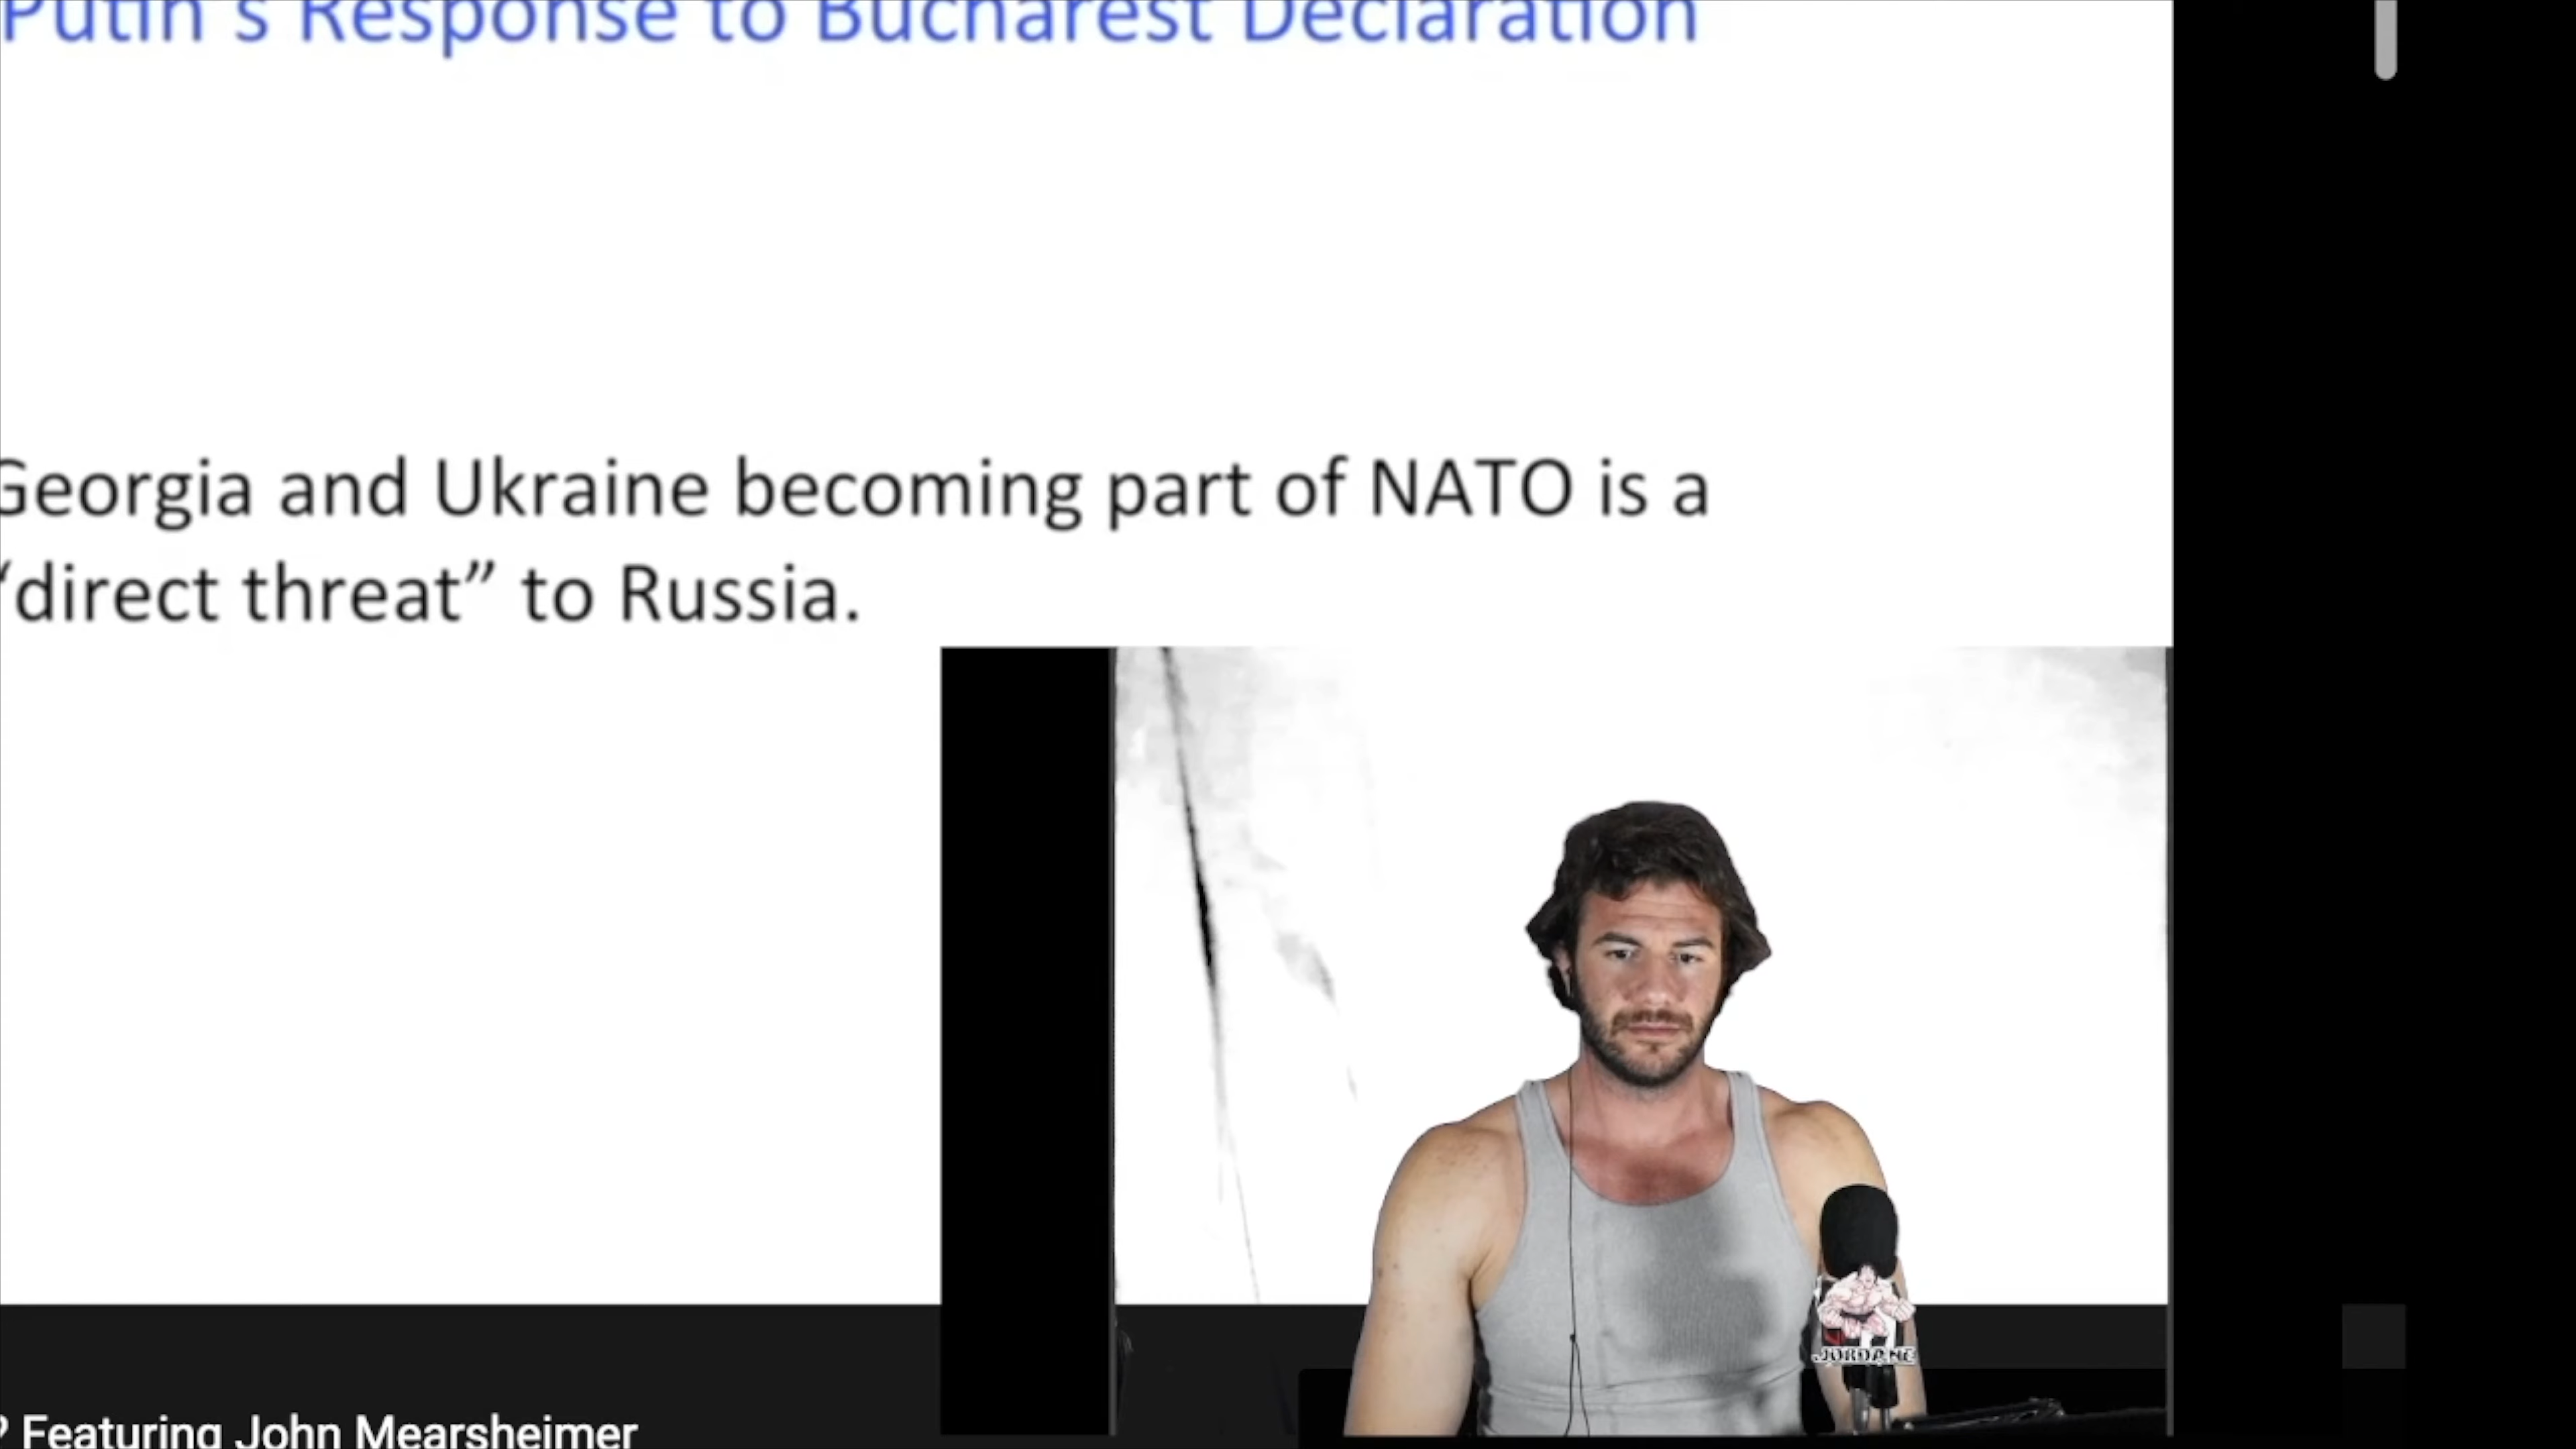 Putin's Response to Bucharest Declaration
Georgia and Ukraine becoming part of NATO is a
“direct threat” to Russia.
? Featuring John Mearsheimer